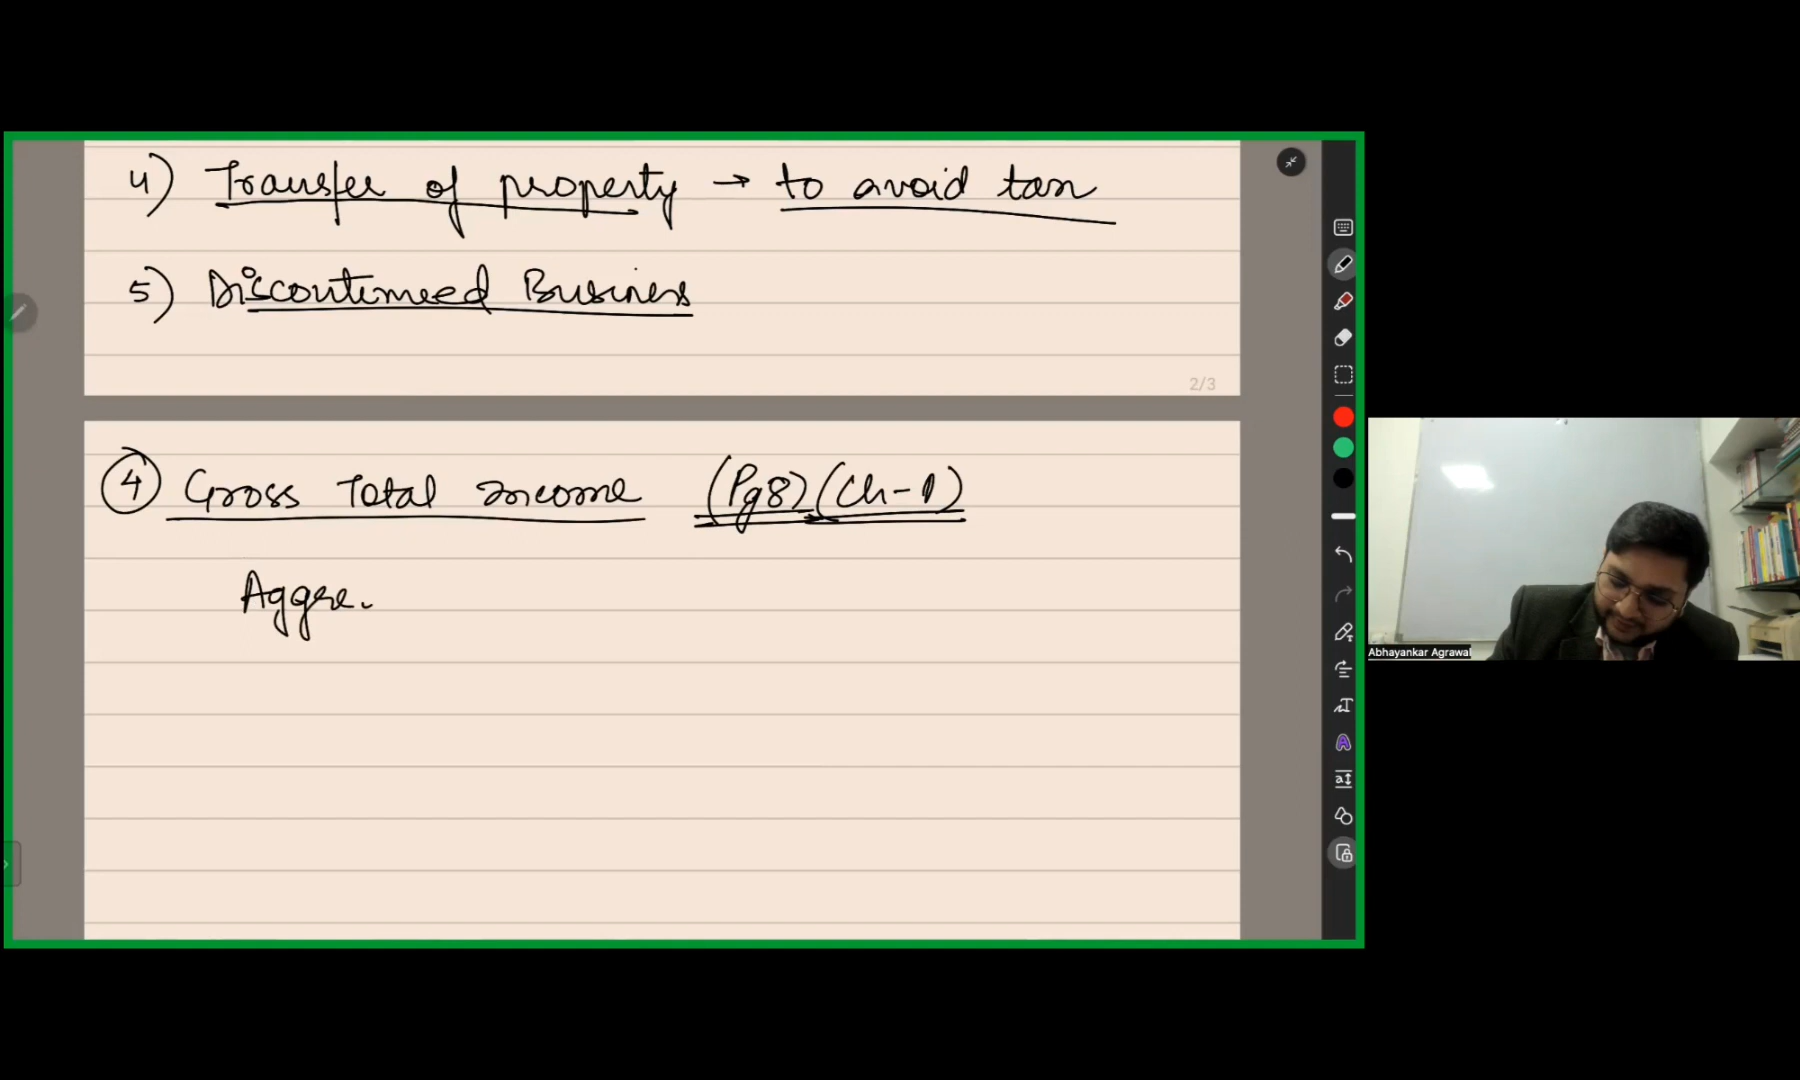 4) Transfer of property → to avoid tax
5) Discontinued Business
2/3
④ Gross Total Income (Pg8) (Ch-1)
Aggre.
Abhayankar Agrawal